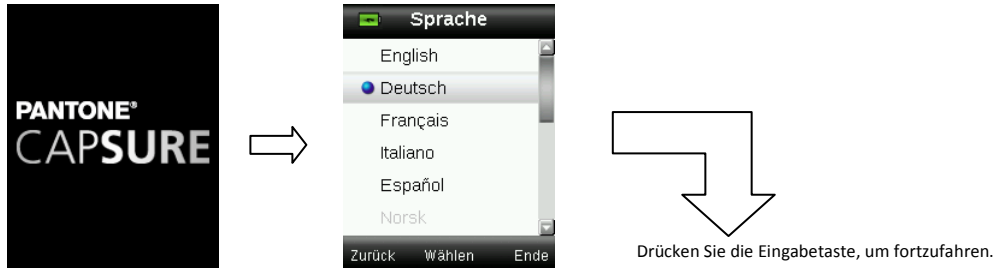 PANTONE®
CAPSURE
Sprache
English
Deutsch
Français
Italiano
Español
Norsk
Zurück Wählen Ende
Drücken Sie die Eingabetaste, um fortzufahren.